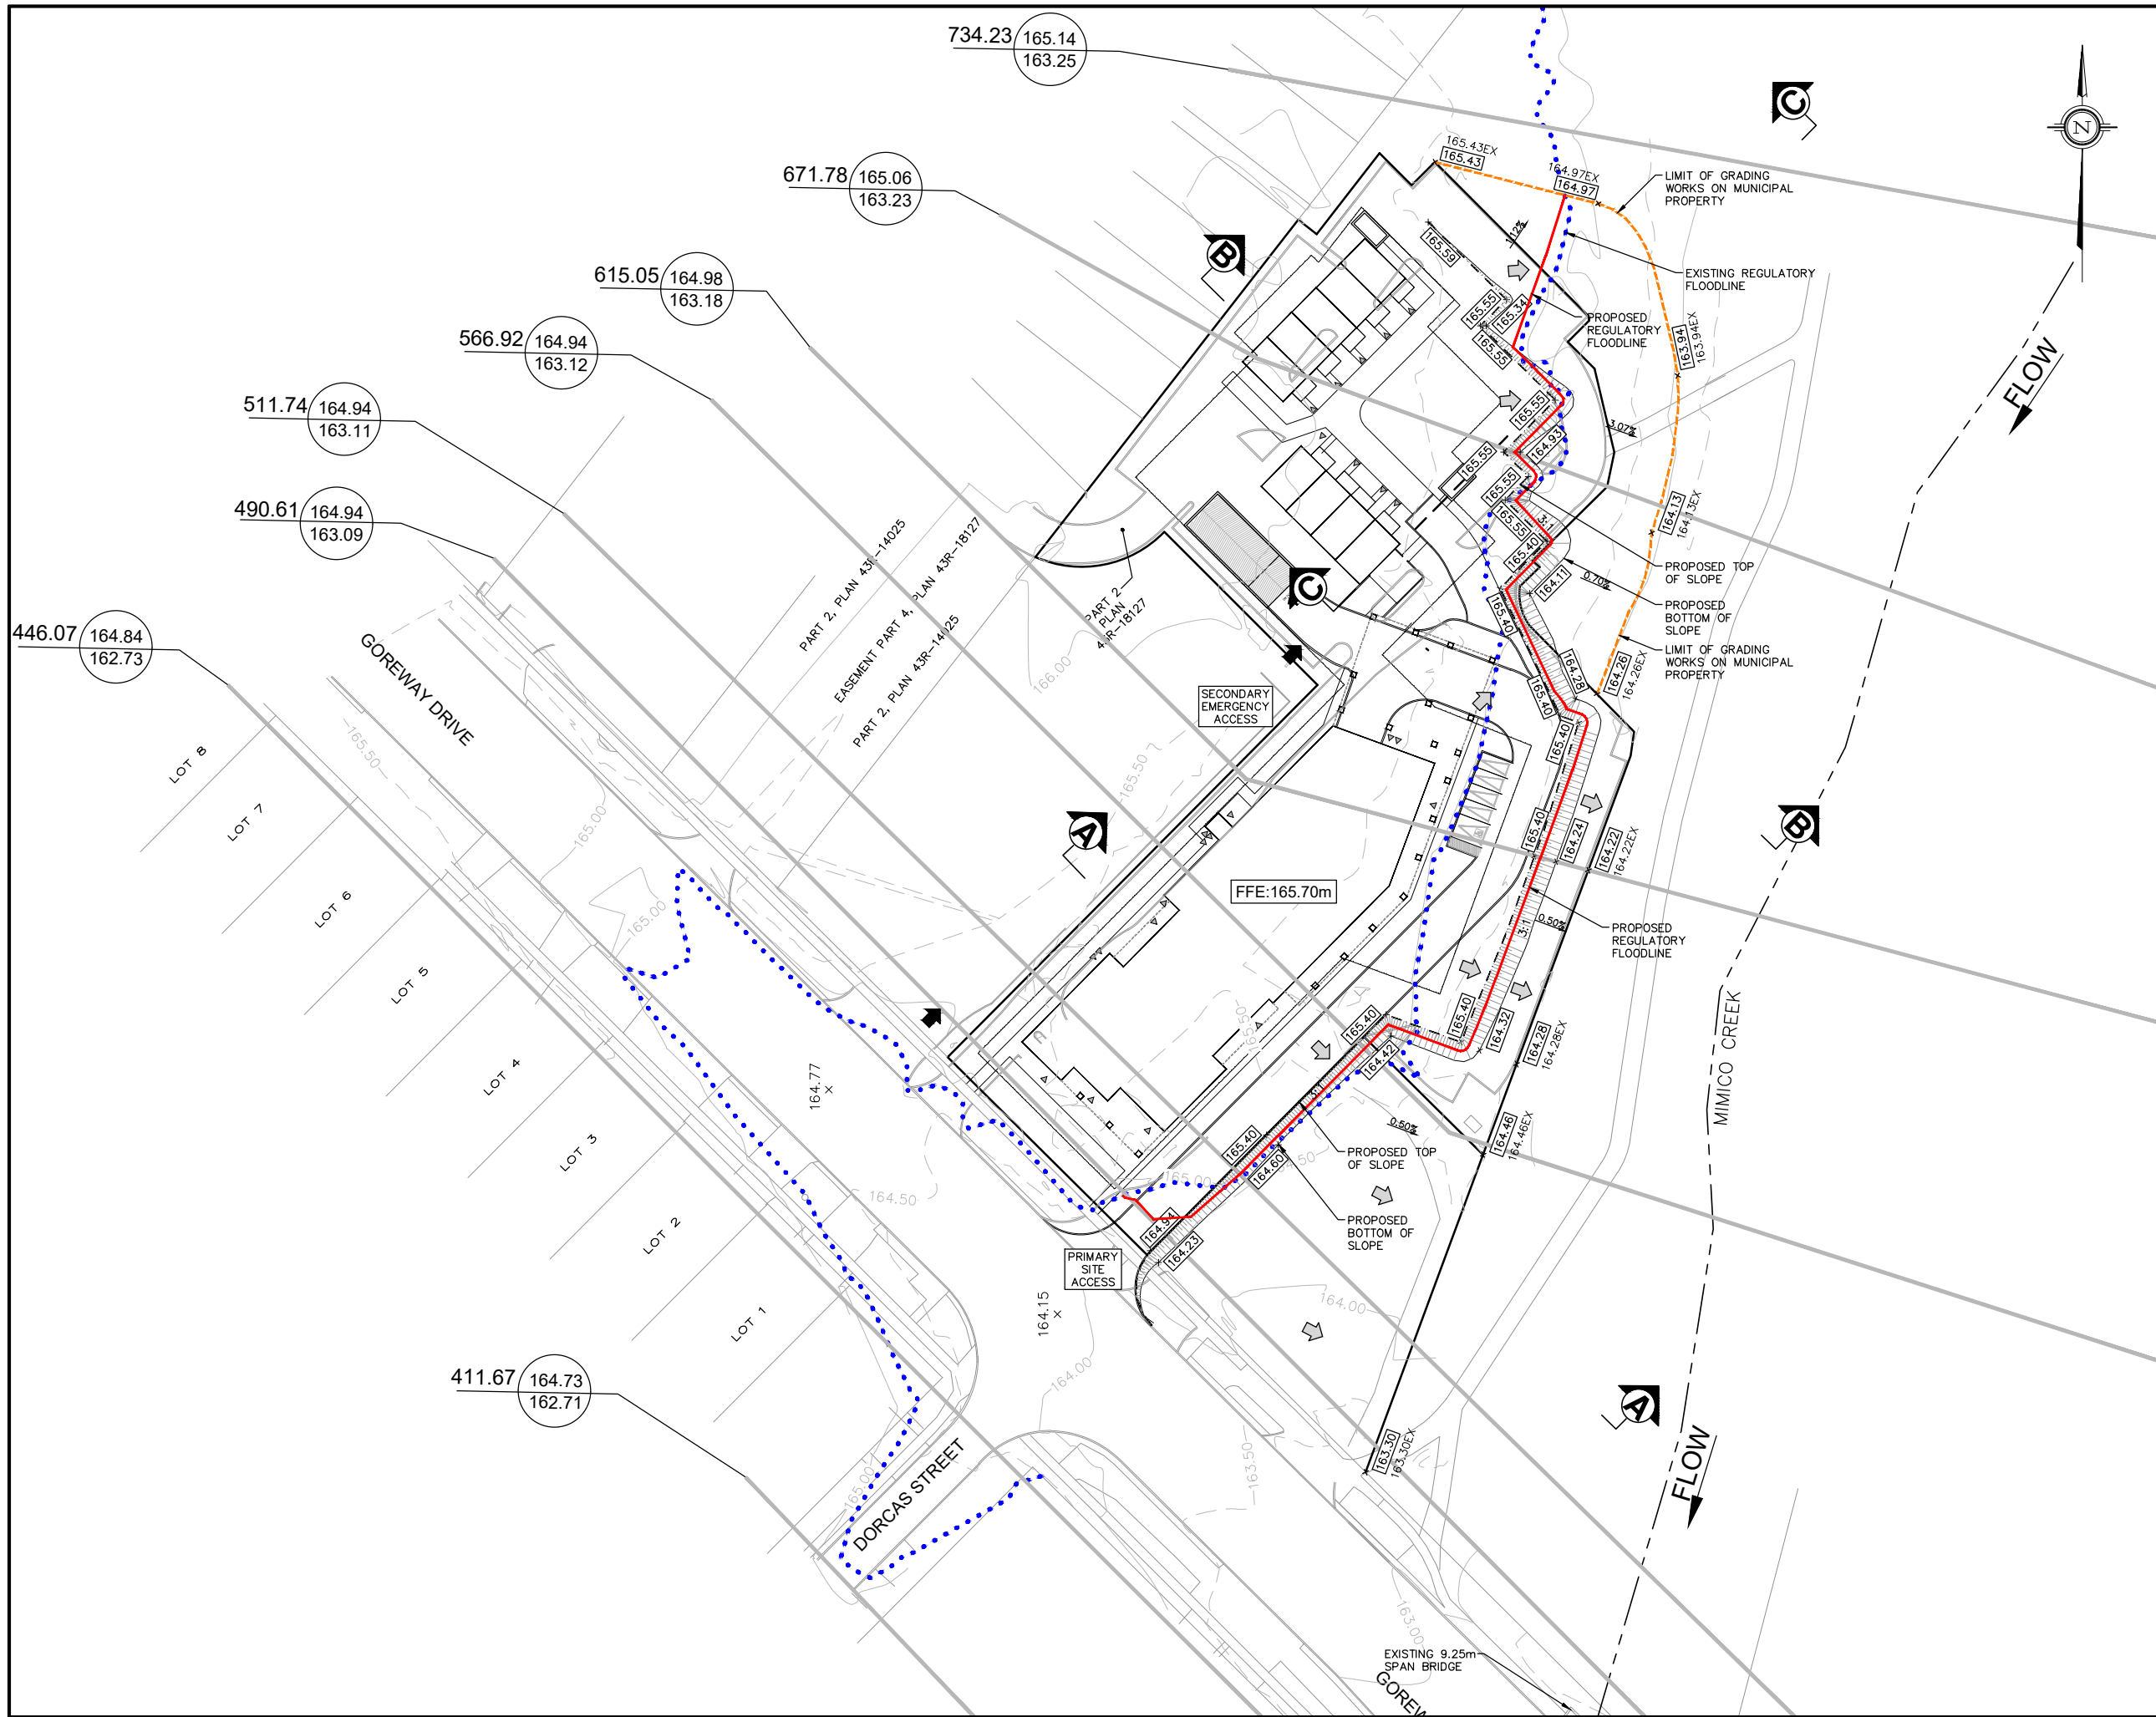 734.23
165.14
163.25
671.78
165.06
163.23
615.05
164.98
163.18
566.92
164.94
163.12
511.74
164.94
163.11
490.61
164.94
163.09
446.07
164.84
162.73
411.67
164.73
162.71
N
C
B
C
A
B
A
165.43EX
165.43
164.97EX
164.97
LIMIT OF GRADING
WORKS ON MUNICIPAL
PROPERTY
EXISTING REGULATORY
FLOODLINE
PROPOSED
REGULATORY
FLOODLINE
1.12%
165.59
165.55
165.34
165.55
163.94
163.94EX
FLOW
165.55
164.93
3.07%
165.55
165.55
165.55
3:1
165.40
164.11
164.13
164.13EX
0.70%
PROPOSED TOP
OF SLOPE
PROPOSED
BOTTOM OF
SLOPE
LIMIT OF GRADING
WORKS ON MUNICIPAL
PROPERTY
165.40
164.28
164.26
164.26EX
165.40
165.40
PART 2, PLAN 43R-14025
EASEMENT PART 4, PLAN 43R-18127
PART 2, PLAN 43R-14025
PART 2
PLAN
43R-18127
166.00
165.50
SECONDARY
EMERGENCY
ACCESS
GOREWAY DRIVE
165.50
165.00
165.00
LOT 8
LOT 7
LOT 6
LOT 5
LOT 4
LOT 3
LOT 2
LOT 1
FFE:165.70m
165.40
164.24
164.22
164.22EX
3:1
0.50%
PROPOSED
REGULATORY
FLOODLINE
165.50
165.40
164.42
165.40
164.32
164.28
164.28EX
MIMICO CREEK
164.77
164.50
165.00
165.40
164.60
3:1
164.50
0.50%
164.46
164.46EX
PROPOSED TOP
OF SLOPE
PROPOSED
BOTTOM OF
SLOPE
164.94
164.23
PRIMARY
SITE
ACCESS
164.15
164.00
164.00
163.50
163.30
163.30EX
165.00
DORCAS STREET
FLOW
163.00
EXISTING 9.25m
SPAN BRIDGE
GOREW